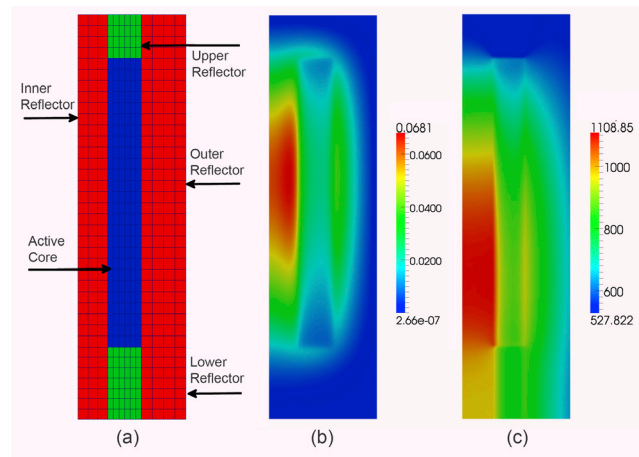 Upper
Reflector
Inner
Reflector
Outer
Reflector
Active
Core
Lower
Reflector
0.0681
0.0600
0.0400
0.0200
2.66e-07
1108.85
1000
800
600
527.822
(a)
(b)
(c)